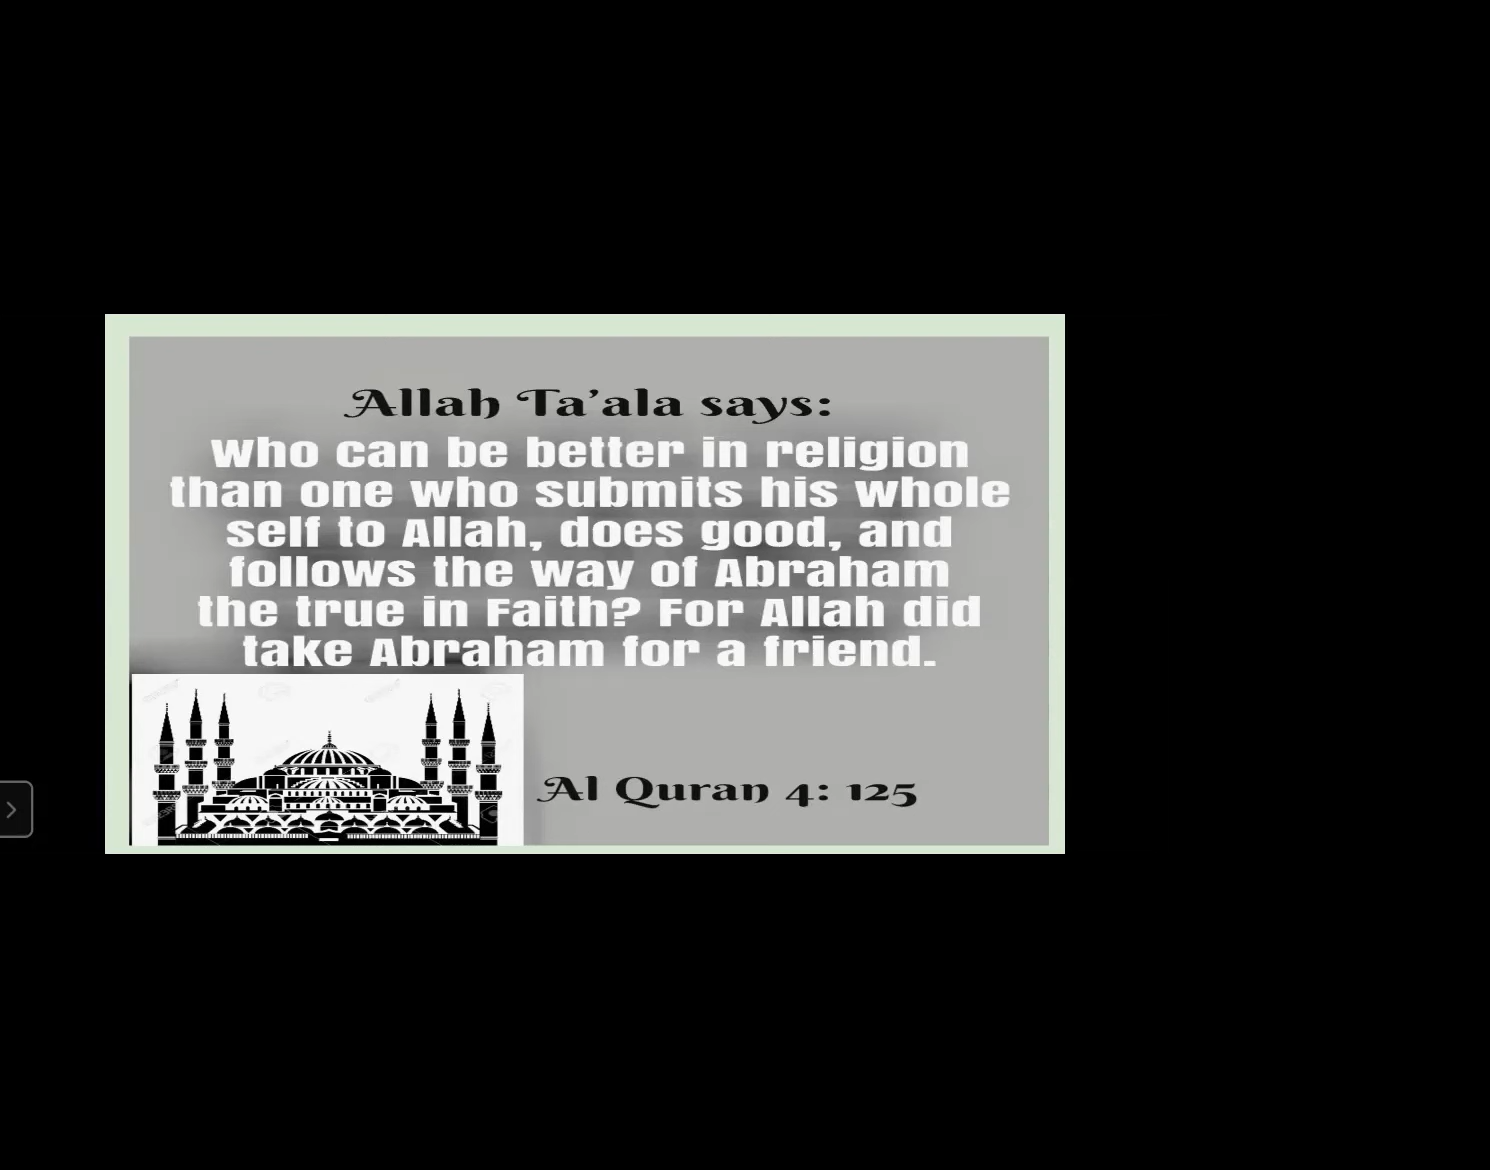 Allah Ta’ala says:
Who can be better in religion
than one who submits his whole
self to Allah, does good, and
follows the way of Abraham
the true in Faith? For Allah did
take Abraham for a friend.
Al Quran 4: 125